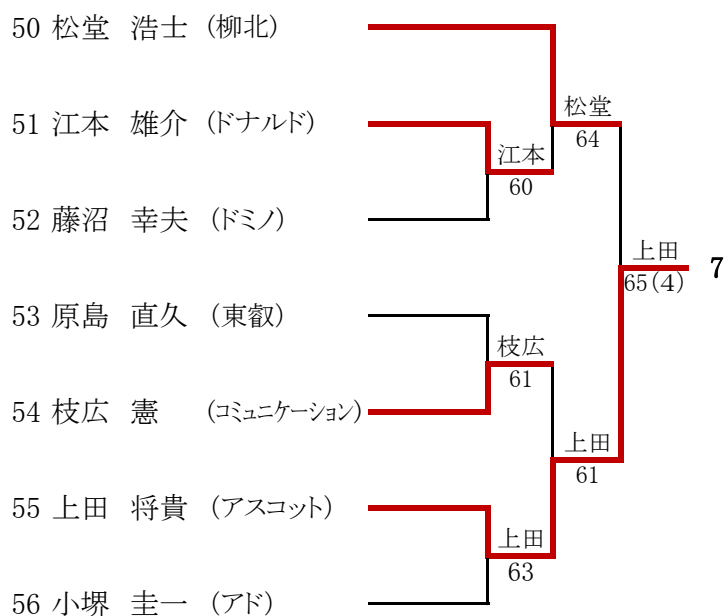 50 松堂 浩士 (柳北)
松堂
51 江本 雄介 (ドナルド)
64
江本
60
52 藤沼 幸夫 (ドミノ)
上田
7
65(4)
53 原島 直久 (東叡)
枝広
61
54 枝広 憲 (コミュニケーション)
上田
61
55 上田 将貴 (アスコット)
上田
63
56 小堺 圭一 (アド)